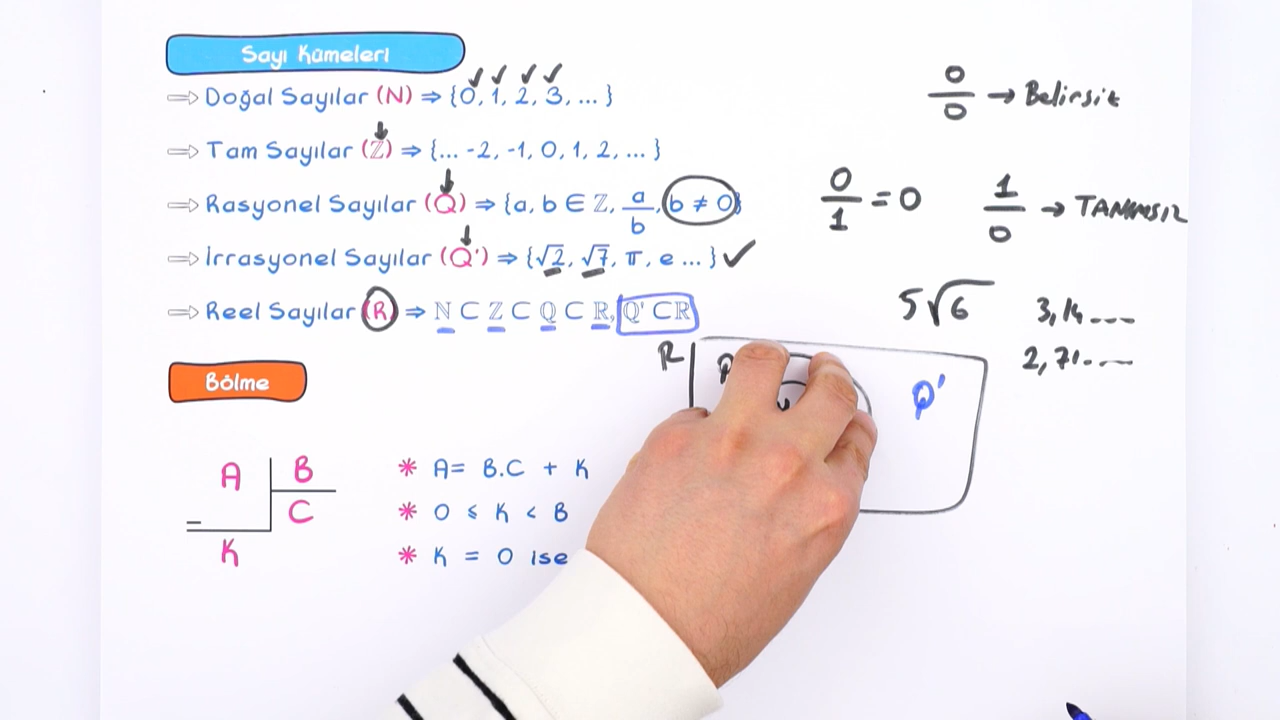 Sayı Kümeleri
⇒ Doğal Sayılar (N) ⇒ {0, 1, 2, 3, ... }
⇒ Tam Sayılar (ℤ) ⇒ {... -2, -1, 0, 1, 2, ... }
⇒ Rasyonel Sayılar (Q) ⇒ {a, b ∈ ℤ, a/b, b ≠ 0}
⇒ İrrasyonel Sayılar (Q') ⇒ {√2, √7, π, e ... } ✓
⇒ Reel Sayılar (R) ⇒ ℕ ⊂ ℤ ⊂ ℚ ⊂ ℝ, ℚ' ⊂ ℝ
0/0 → Belirsiz
0/1 = 0
1/0 → TANIMSIZ
5√6
3,14....
2,71....
R
Q'
Bölme
A B
C
K
* A= B.C + K
* 0 ≤ K < B
* K = 0 ise